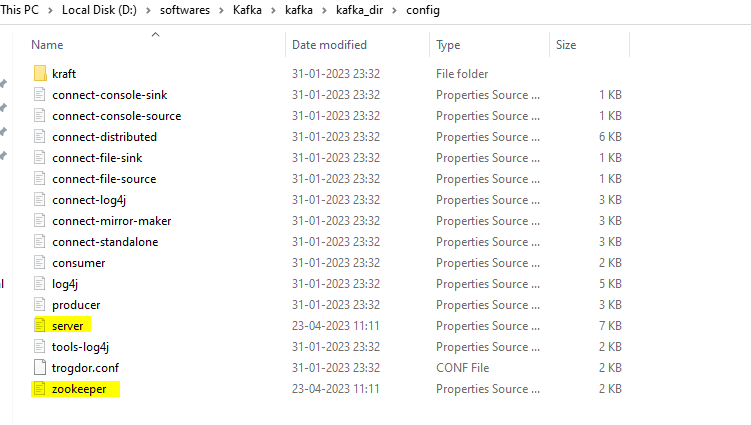 This PC > Local Disk (D:) > softwares > Kafka > kafka > kafka_dir > config
Name Date modified Type Size
kraft 31-01-2023 23:32 File folder
connect-console-sink 31-01-2023 23:32 Properties Source ... 1 KB
connect-console-source 31-01-2023 23:32 Properties Source ... 1 KB
connect-distributed 31-01-2023 23:32 Properties Source ... 6 KB
connect-file-sink 31-01-2023 23:32 Properties Source ... 1 KB
connect-file-source 31-01-2023 23:32 Properties Source ... 1 KB
connect-log4j 31-01-2023 23:32 Properties Source ... 3 KB
connect-mirror-maker 31-01-2023 23:32 Properties Source ... 3 KB
connect-standalone 31-01-2023 23:32 Properties Source ... 3 KB
consumer 31-01-2023 23:32 Properties Source ... 2 KB
log4j 31-01-2023 23:32 Properties Source ... 5 KB
producer 31-01-2023 23:32 Properties Source ... 3 KB
server 23-04-2023 11:11 Properties Source ... 7 KB
tools-log4j 31-01-2023 23:32 Properties Source ... 2 KB
trogdor.conf 31-01-2023 23:32 CONF File 2 KB
zookeeper 23-04-2023 11:11 Properties Source ... 2 KB